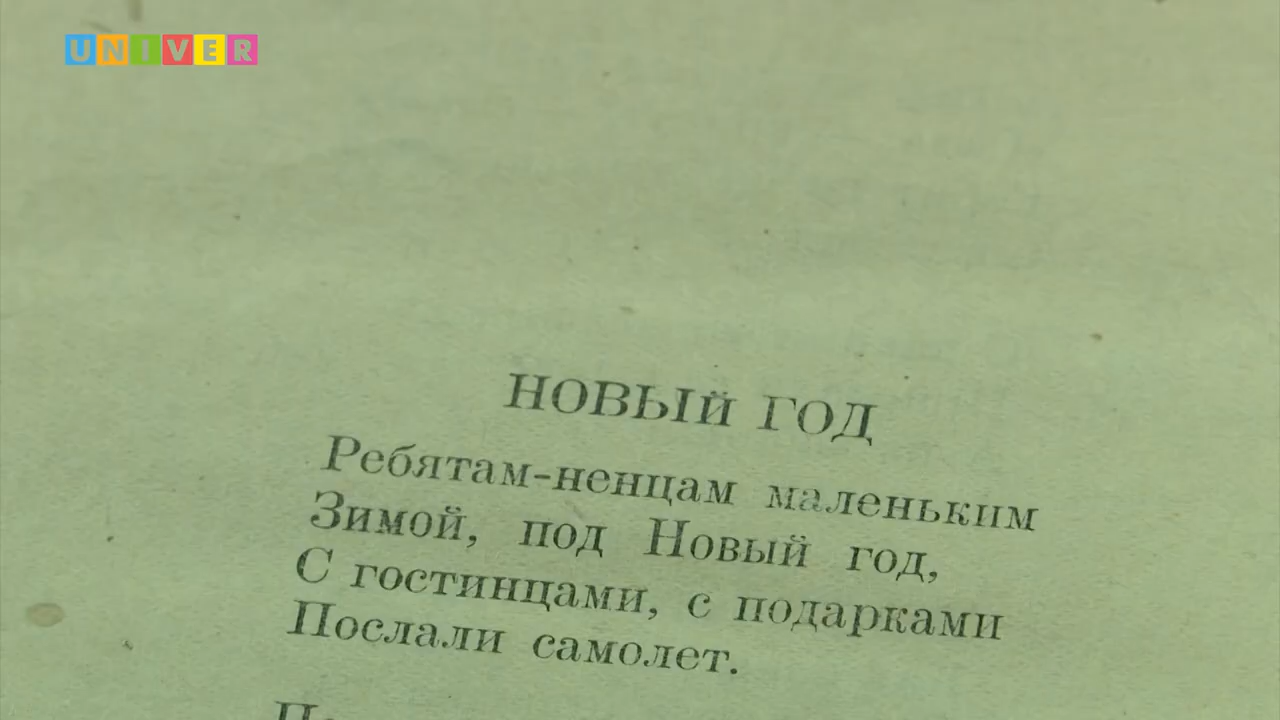 UNIVER
НОВЫЙ ГОД
Ребятам-ненцам маленьким
Зимой, под Новый год,
С гостинцами, с подарками
Послали самолет.